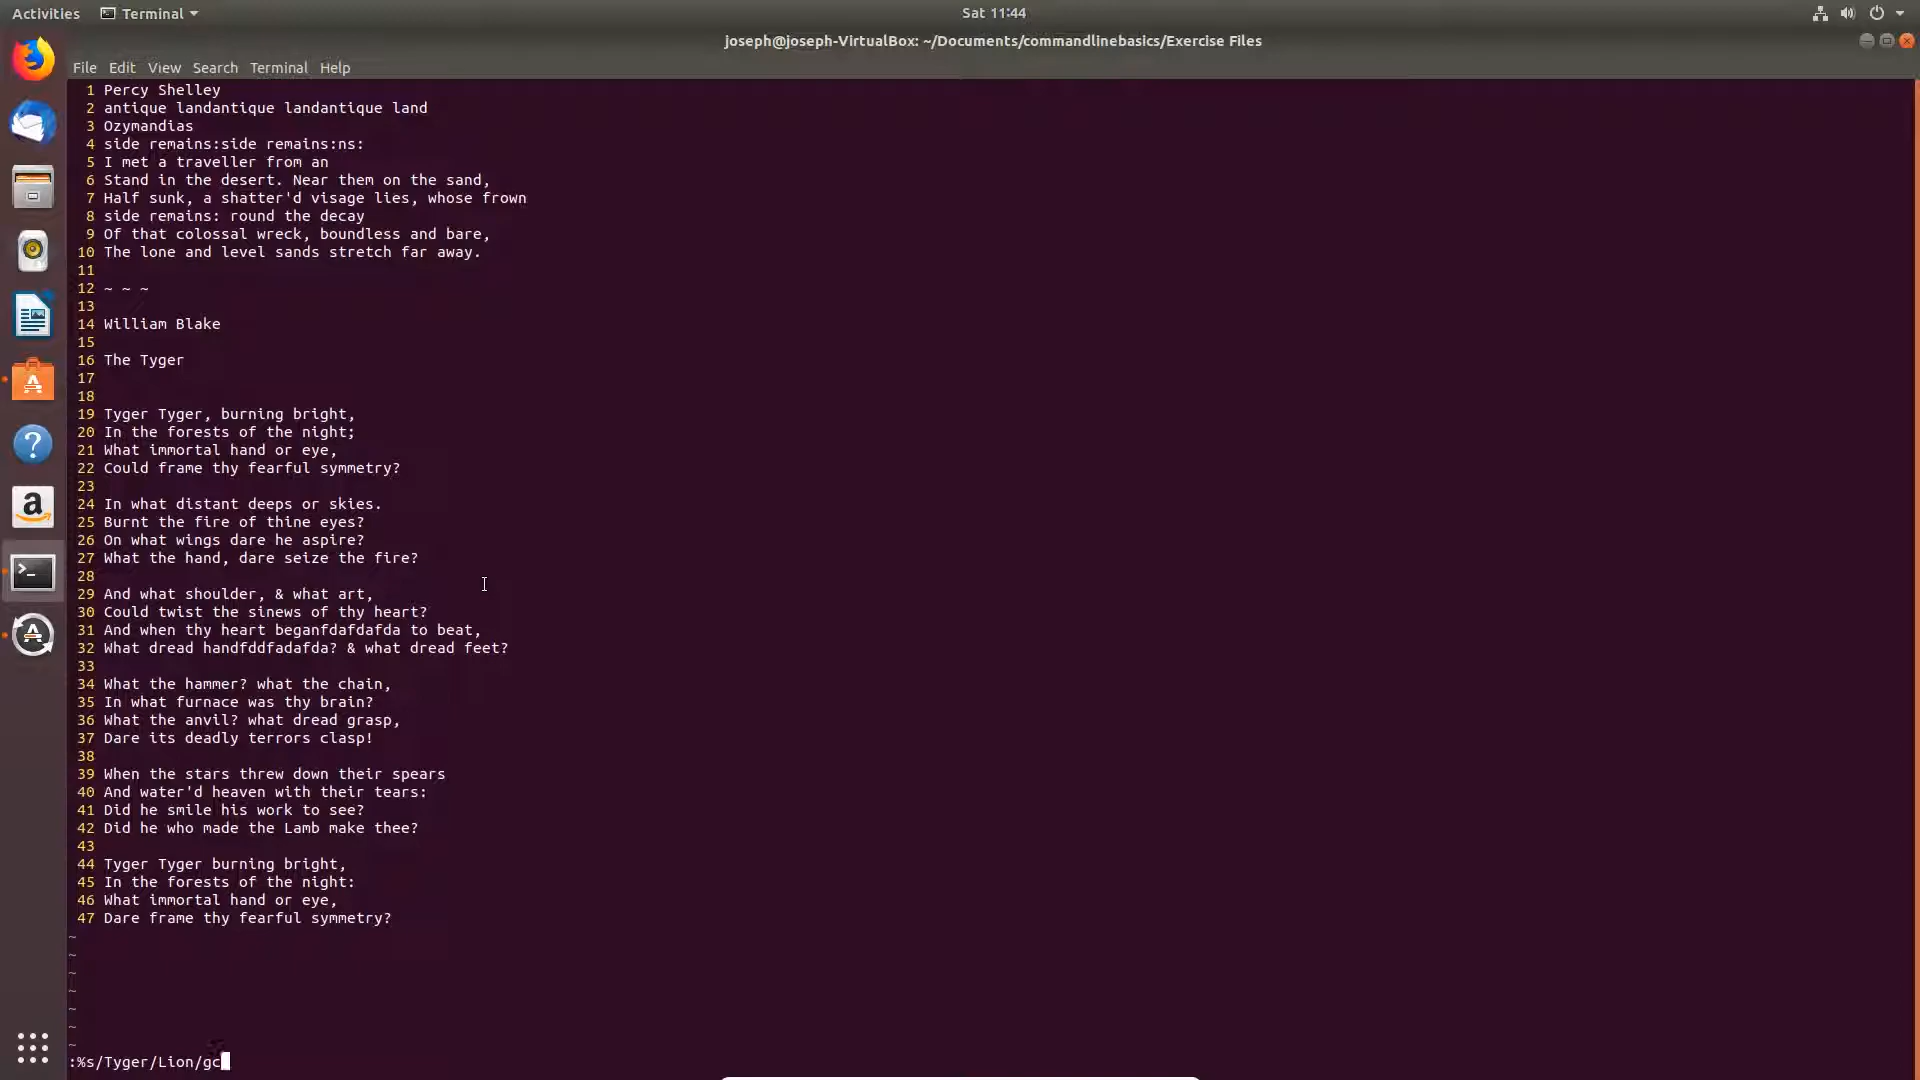 Activities Terminal Sat 11:44
joseph@joseph-VirtualBox: ~/Documents/commandlinebasics/Exercise Files
File Edit View Search Terminal Help
1 Percy Shelley
2 antique landantique landantique land
3 Ozymandias
4 side remains:side remains:ns:
5 I met a traveller from an
6 Stand in the desert. Near them on the sand,
7 Half sunk, a shatter'd visage lies, whose frown
8 side remains: round the decay
9 Of that colossal wreck, boundless and bare,
10 The lone and level sands stretch far away.
11
12 ~ ~ ~
13
14 William Blake
15
16 The Tyger
17
18
19 Tyger Tyger, burning bright,
20 In the forests of the night;
21 What immortal hand or eye,
22 Could frame thy fearful symmetry?
23
24 In what distant deeps or skies.
25 Burnt the fire of thine eyes?
26 On what wings dare he aspire?
27 What the hand, dare seize the fire?
28
29 And what shoulder, & what art,
30 Could twist the sinews of thy heart?
31 And when thy heart beganfdafdafda to beat,
32 What dread handfddfadafda? & what dread feet?
33
34 What the hammer? what the chain,
35 In what furnace was thy brain?
36 What the anvil? what dread grasp,
37 Dare its deadly terrors clasp!
38
39 When the stars threw down their spears
40 And water'd heaven with their tears:
41 Did he smile his work to see?
42 Did he who made the Lamb make thee?
43
44 Tyger Tyger burning bright,
45 In the forests of the night:
46 What immortal hand or eye,
47 Dare frame thy fearful symmetry?
~
~
~
~
~
~
~
:%s/Tyger/Lion/gc